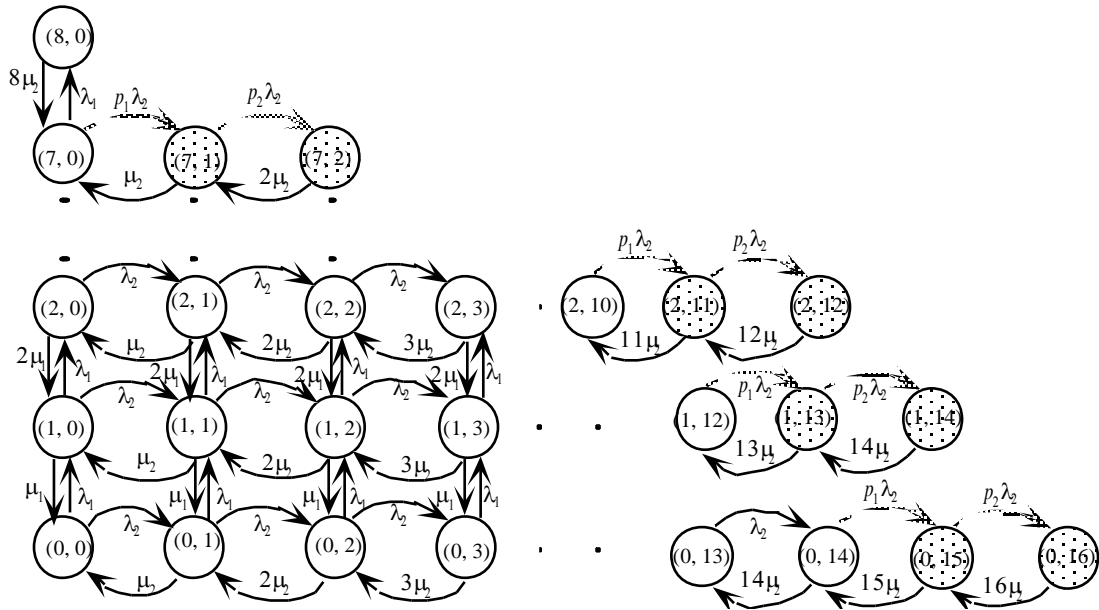 (8, 0)
8μ₂ λ₁ p₁λ₂ p₂λ₂
(7, 0) (7, 1) (7, 2)
μ₂ 2μ₂
p₁λ₂ p₂λ₂
λ₂ λ₂ λ₂
(2, 0) (2, 1) (2, 2) (2, 3) (2, 10) (2, 11) (2, 12)
μ₂ 2μ₂ 3μ₂ 11μ₂ 12μ₂
2μ₁ λ₁ 2μ₁ λ₁ 2μ₁ λ₁ 2μ₁ λ₁
λ₂ λ₂ λ₂ p₁λ₂ p₂λ₂
(1, 0) (1, 1) (1, 2) (1, 3) (1, 12) (1, 13) (1, 14)
μ₂ 2μ₂ 3μ₂ 13μ₂ 14μ₂
μ₁ λ₁ μ₁ λ₁ μ₁ λ₁ μ₁ λ₁
λ₂ λ₂ λ₂ λ₂ p₁λ₂ p₂λ₂
(0, 0) (0, 1) (0, 2) (0, 3) (0, 13) (0, 14) (0, 15) (0, 16)
μ₂ 2μ₂ 3μ₂ 14μ₂ 15μ₂ 16μ₂